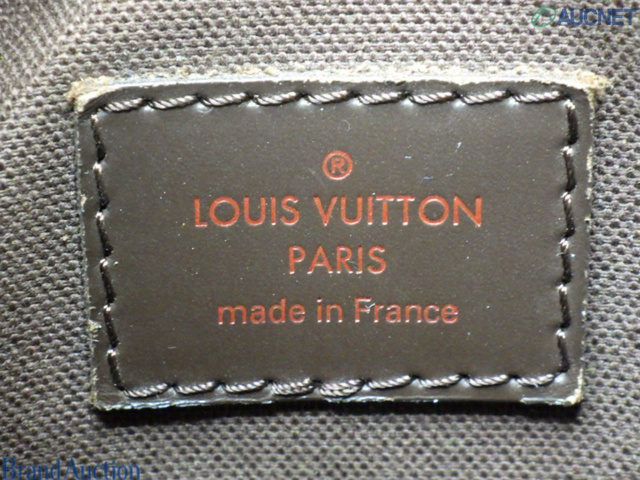 AUCNET
®
LOUIS VUITTON
PARIS
made in France
Brand Auction